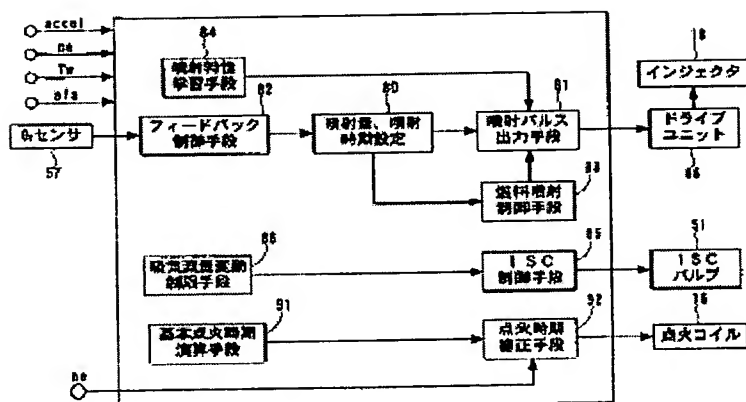 accel
ne
Tw
afs
O₂センサ
57
84
噴射特性
学習手段
82
フィードバック
制御手段
80
噴射量、噴射
時期設定
81
噴射パルス
出力手段
8
インジェクタ
ドライブ
ユニット
83
燃料噴射
制御手段
86
吸気流量変動
制限手段
85
ISC
制御手段
51
ISC
バルブ
91
基本点火時期
演算手段
92
点火時期
補正手段
16
点火コイル
ne